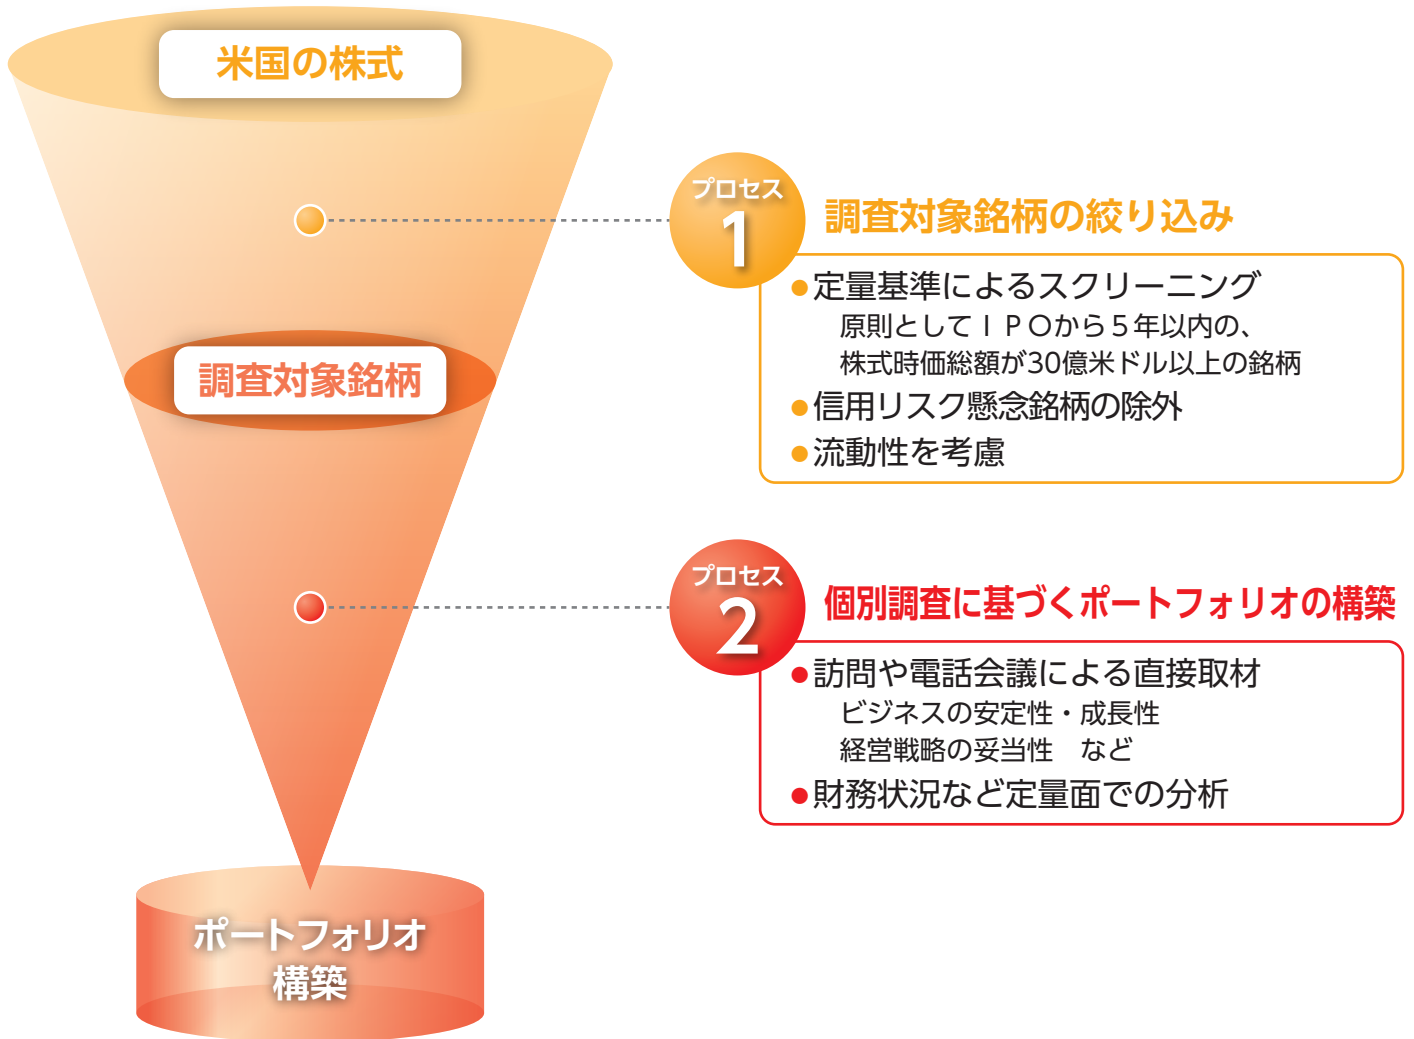 米国の株式
プロセス
1
調査対象銘柄の絞り込み
●定量基準によるスクリーニング
原則としてＩＰＯから５年以内の、
株式時価総額が30億米ドル以上の銘柄
●信用リスク懸念銘柄の除外
●流動性を考慮
調査対象銘柄
プロセス
2
個別調査に基づくポートフォリオの構築
●訪問や電話会議による直接取材
ビジネスの安定性・成長性
経営戦略の妥当性　など
●財務状況など定量面での分析
ポートフォリオ
構築